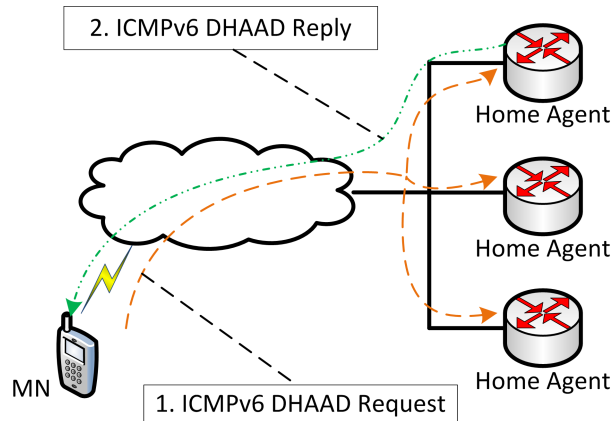 2. ICMPv6 DHAAD Reply
Home Agent
Home Agent
Home Agent
MN
1. ICMPv6 DHAAD Request